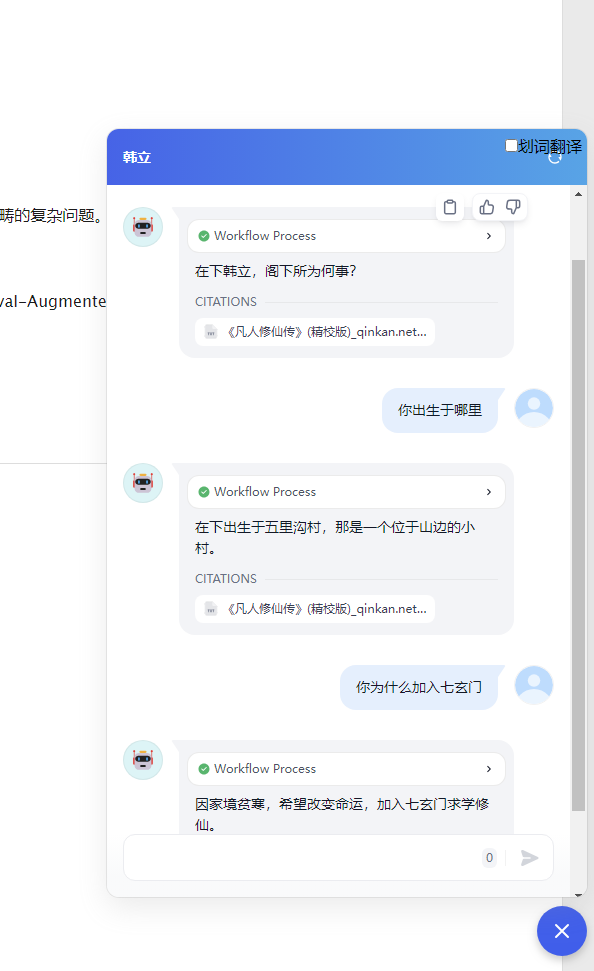 韩立
划词翻译
畴的复杂问题。
Workflow Process
在下韩立，阁下所为何事？
CITATIONS
《凡人修仙传》(精校版)_qinkan.net...
val-Augmente
你出生于哪里
Workflow Process
在下出生于五里沟村，那是一个位于山边的小
村。
CITATIONS
《凡人修仙传》(精校版)_qinkan.net...
你为什么加入七玄门
Workflow Process
因家境贫寒，希望改变命运，加入七玄门求学修
仙。
0